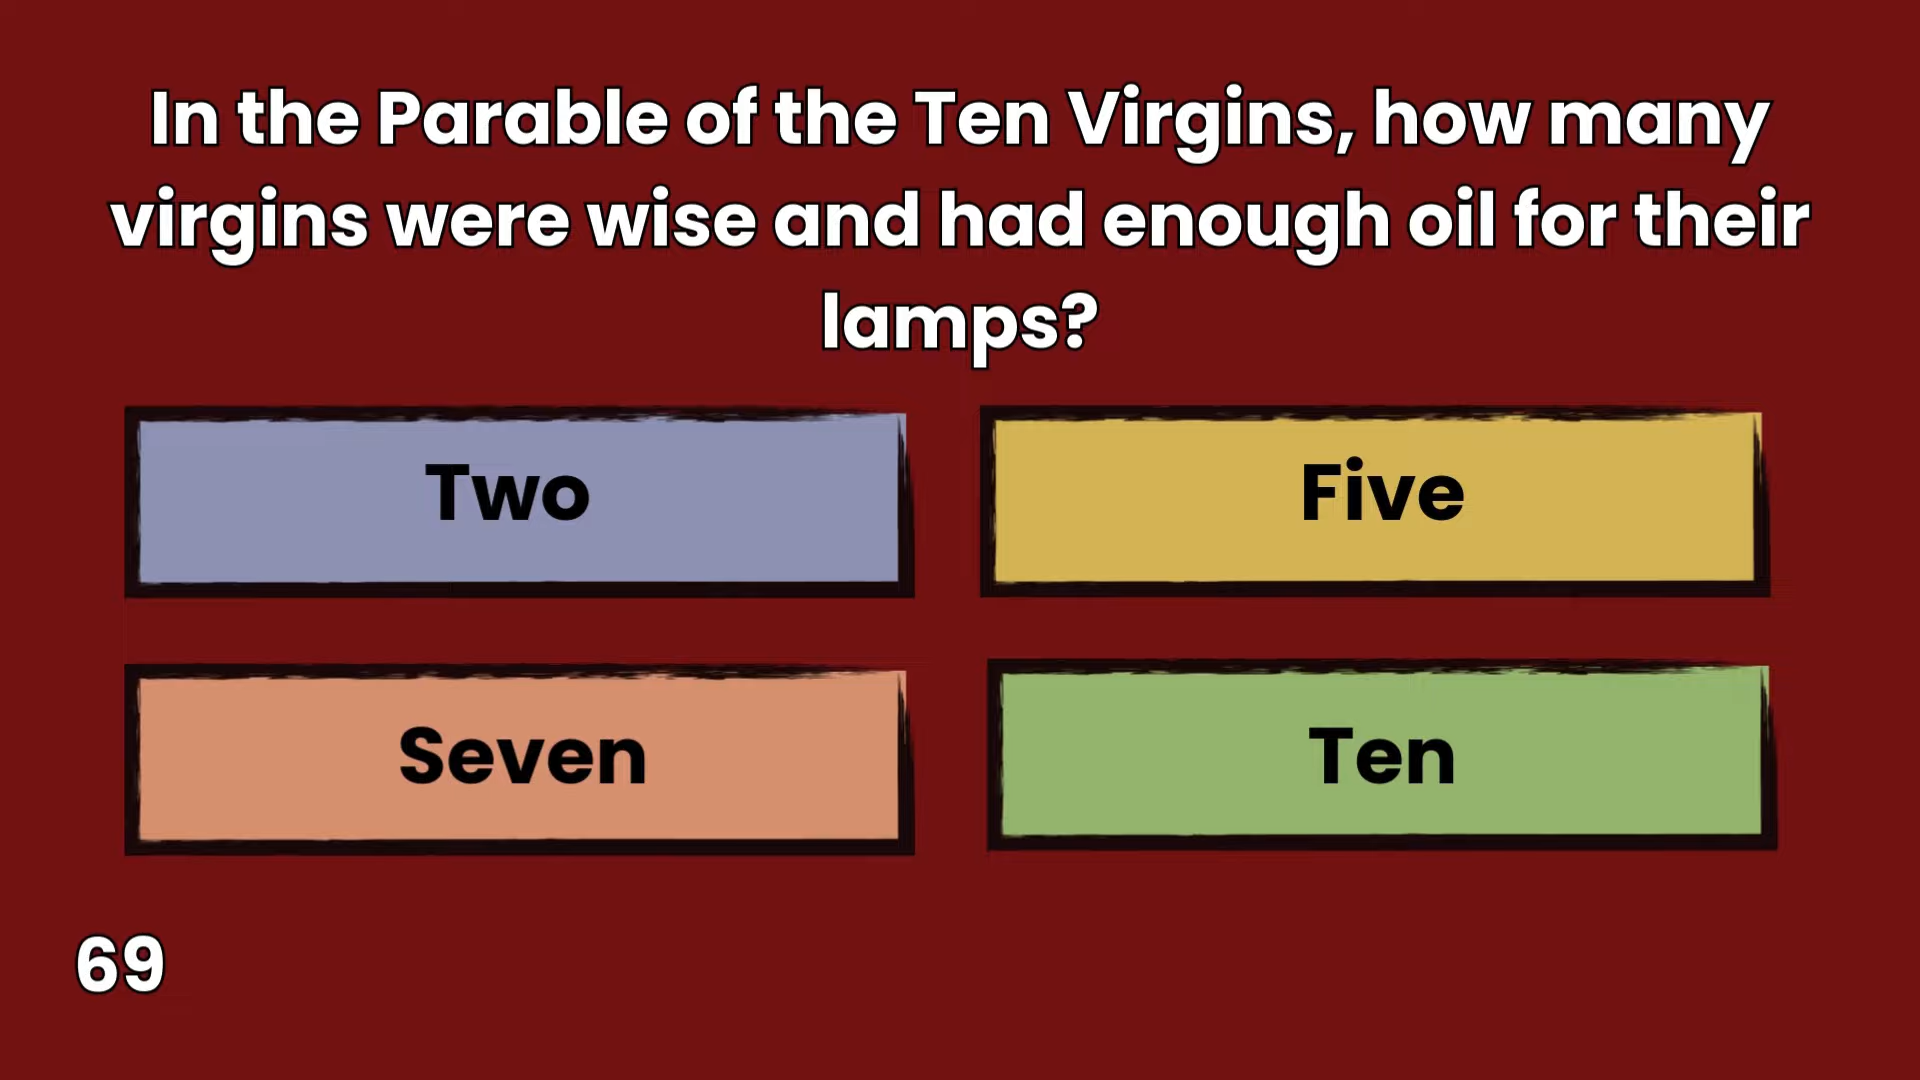 In the Parable of the Ten Virgins, how many
virgins were wise and had enough oil for their
lamps?
Two
Five
Seven
Ten
69